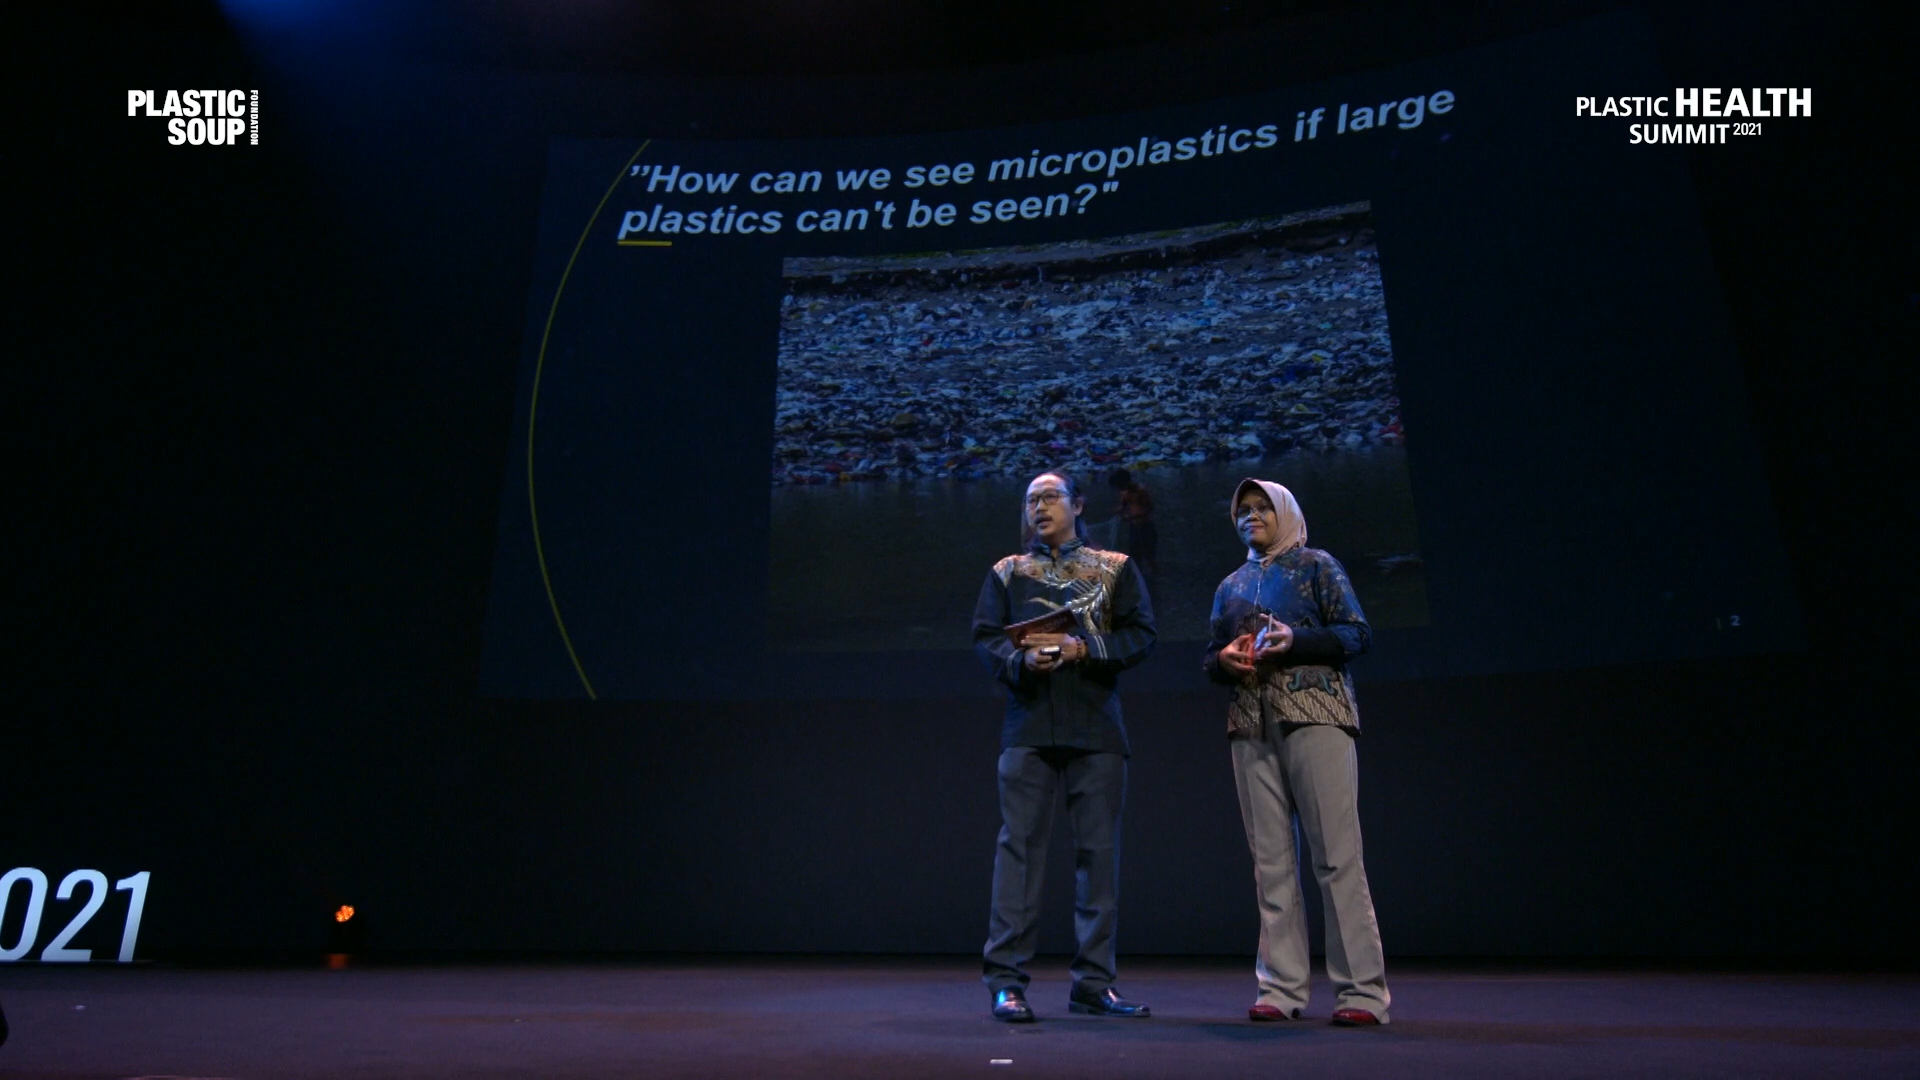 PLASTIC
SOUP
FOUNDATION
PLASTIC HEALTH
SUMMIT 2021
"How can we see microplastics if large
plastics can't be seen?"
2
021